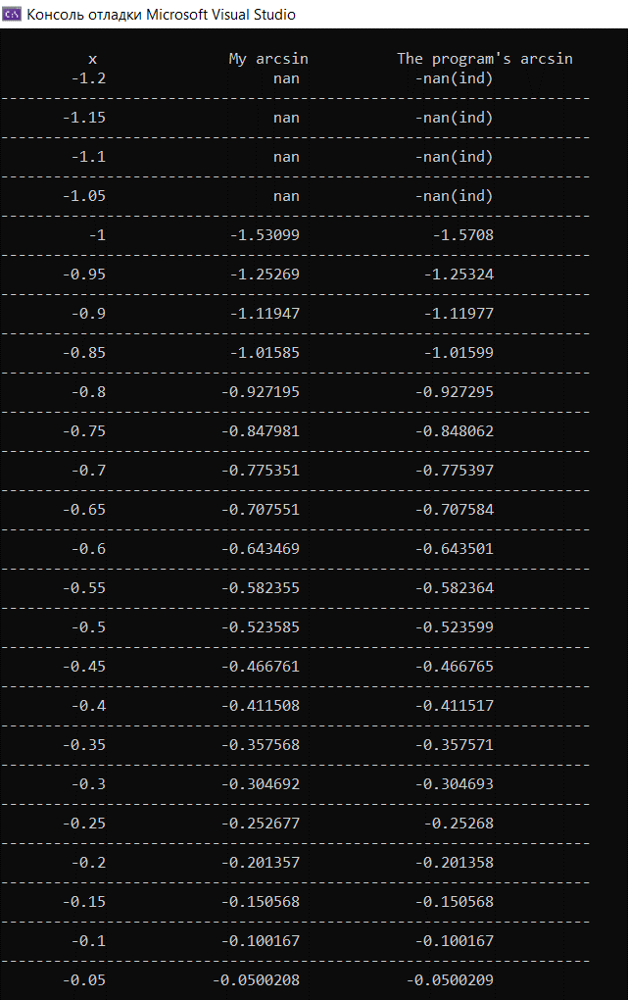 Консоль отладки Microsoft Visual Studio
x My arcsin The program's arcsin
-1.2 nan -nan(ind)
-------------------------------------------------------------------
-1.15 nan -nan(ind)
-------------------------------------------------------------------
-1.1 nan -nan(ind)
-------------------------------------------------------------------
-1.05 nan -nan(ind)
-------------------------------------------------------------------
-1 -1.53099 -1.5708
-------------------------------------------------------------------
-0.95 -1.25269 -1.25324
-------------------------------------------------------------------
-0.9 -1.11947 -1.11977
-------------------------------------------------------------------
-0.85 -1.01585 -1.01599
-------------------------------------------------------------------
-0.8 -0.927195 -0.927295
-------------------------------------------------------------------
-0.75 -0.847981 -0.848062
-------------------------------------------------------------------
-0.7 -0.775351 -0.775397
-------------------------------------------------------------------
-0.65 -0.707551 -0.707584
-------------------------------------------------------------------
-0.6 -0.643469 -0.643501
-------------------------------------------------------------------
-0.55 -0.582355 -0.582364
-------------------------------------------------------------------
-0.5 -0.523585 -0.523599
-------------------------------------------------------------------
-0.45 -0.466761 -0.466765
-------------------------------------------------------------------
-0.4 -0.411508 -0.411517
-------------------------------------------------------------------
-0.35 -0.357568 -0.357571
-------------------------------------------------------------------
-0.3 -0.304692 -0.304693
-------------------------------------------------------------------
-0.25 -0.252677 -0.25268
-------------------------------------------------------------------
-0.2 -0.201357 -0.201358
-------------------------------------------------------------------
-0.15 -0.150568 -0.150568
-------------------------------------------------------------------
-0.1 -0.100167 -0.100167
-------------------------------------------------------------------
-0.05 -0.0500208 -0.0500209